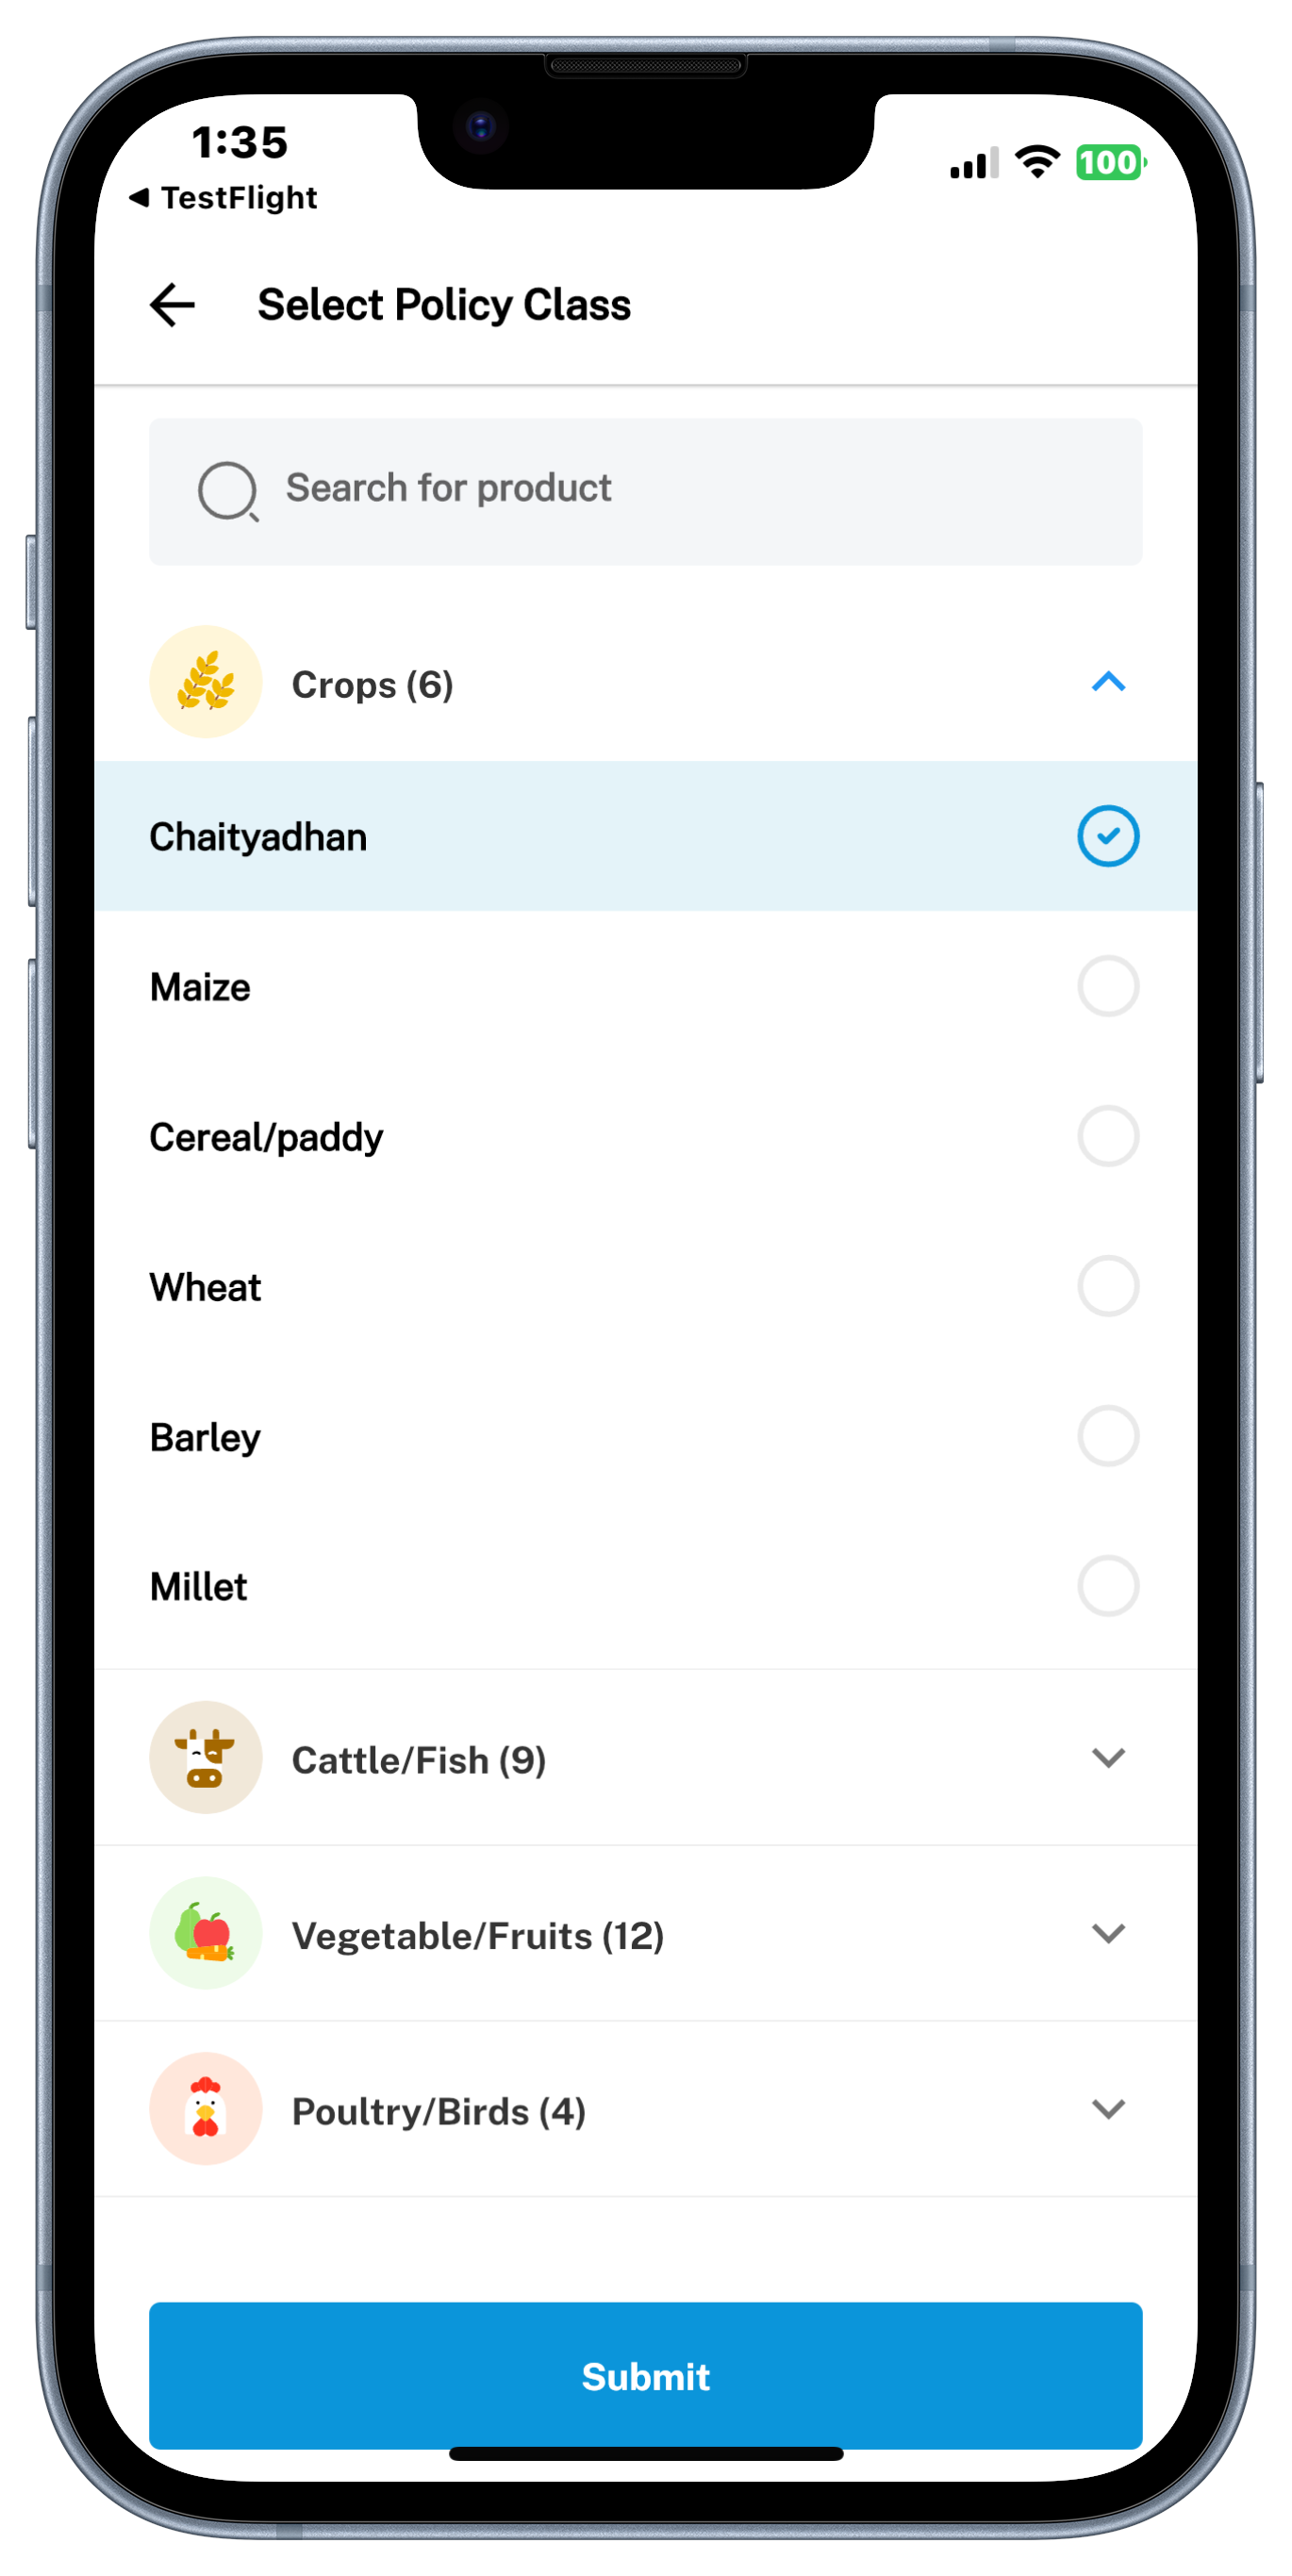 1:35
100
◀ TestFlight
Select Policy Class
Search for product
Crops (6)
Chaityadhan
Maize
Cereal/paddy
Wheat
Barley
Millet
Cattle/Fish (9)
Vegetable/Fruits (12)
Poultry/Birds (4)
Submit